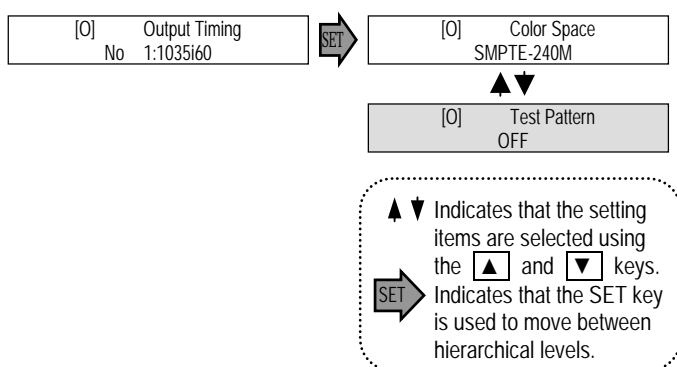 [O] Output Timing
No 1:1035i60
SET
[O] Color Space
SMPTE-240M
▲▼
[O] Test Pattern
OFF
▲ ▼ Indicates that the setting
items are selected using
the ▲ and ▼ keys.
SET Indicates that the SET key
is used to move between
hierarchical levels.